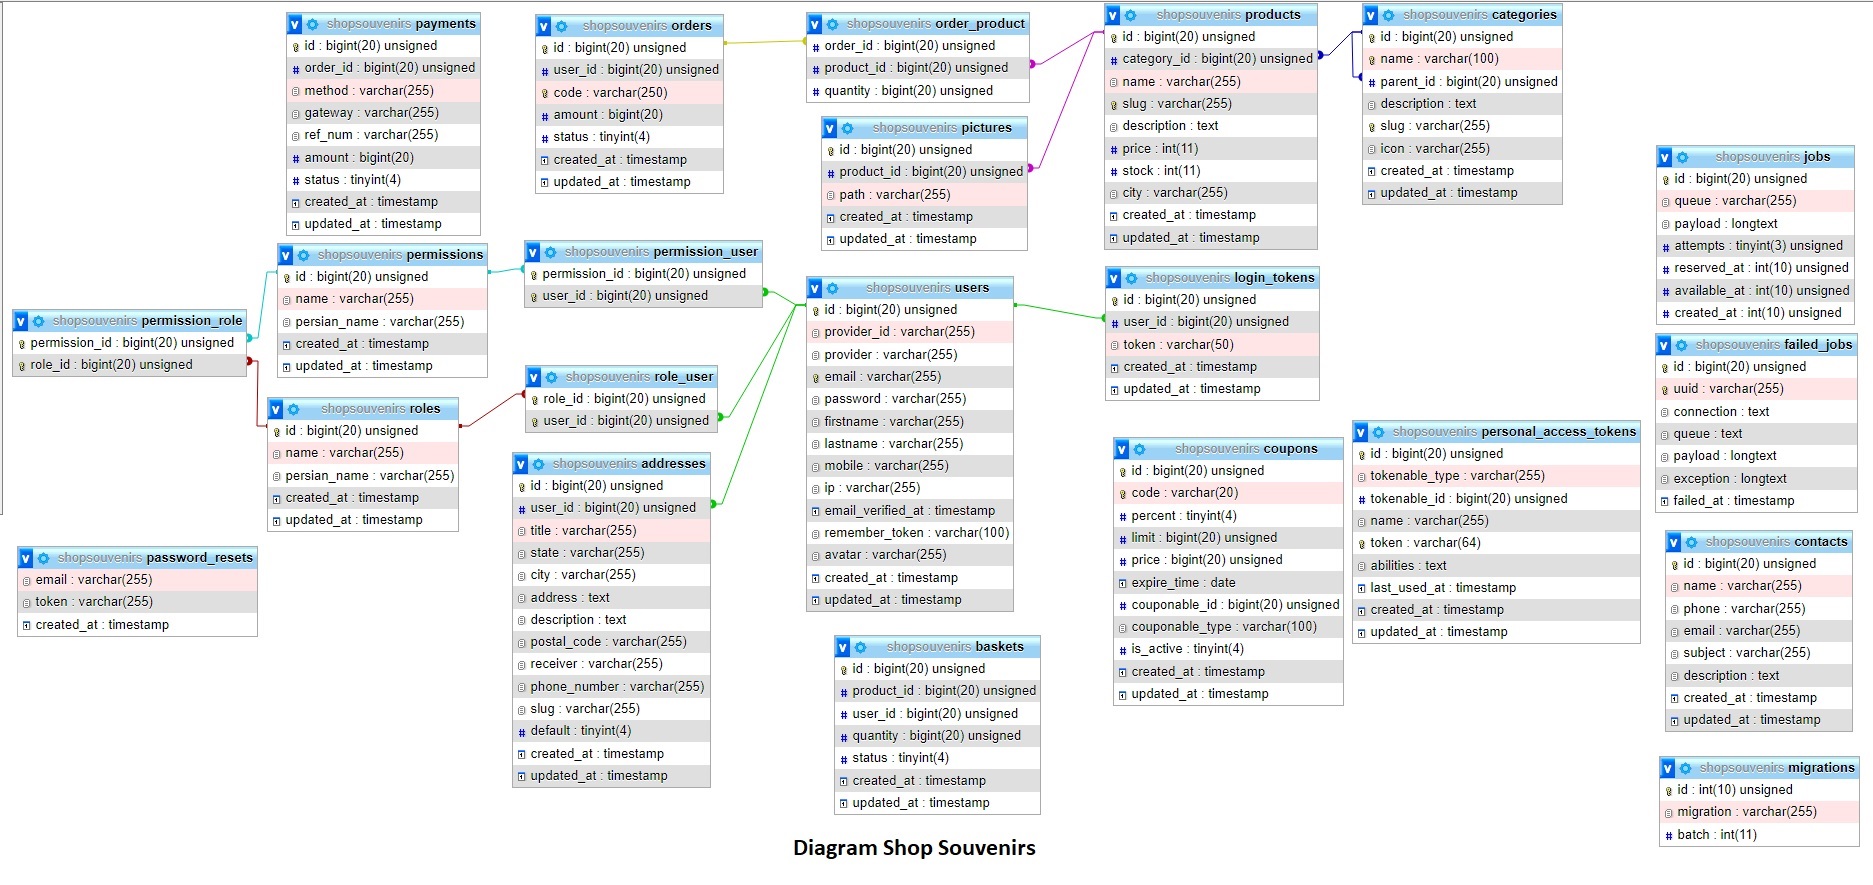 shopsouvenirs payments
id : bigint(20) unsigned
order_id : bigint(20) unsigned
method : varchar(255)
gateway : varchar(255)
ref_num : varchar(255)
amount : bigint(20)
status : tinyint(4)
created_at : timestamp
updated_at : timestamp
shopsouvenirs orders
id : bigint(20) unsigned
user_id : bigint(20) unsigned
code : varchar(250)
amount : bigint(20)
status : tinyint(4)
created_at : timestamp
updated_at : timestamp
shopsouvenirs order_product
order_id : bigint(20) unsigned
product_id : bigint(20) unsigned
quantity : bigint(20) unsigned
shopsouvenirs pictures
id : bigint(20) unsigned
product_id : bigint(20) unsigned
path : varchar(255)
created_at : timestamp
updated_at : timestamp
shopsouvenirs products
id : bigint(20) unsigned
category_id : bigint(20) unsigned
name : varchar(255)
slug : varchar(255)
description : text
price : int(11)
stock : int(11)
city : varchar(255)
created_at : timestamp
updated_at : timestamp
shopsouvenirs categories
id : bigint(20) unsigned
name : varchar(100)
parent_id : bigint(20) unsigned
description : text
slug : varchar(255)
icon : varchar(255)
created_at : timestamp
updated_at : timestamp
shopsouvenirs jobs
id : bigint(20) unsigned
queue : varchar(255)
payload : longtext
attempts : tinyint(3) unsigned
reserved_at : int(10) unsigned
available_at : int(10) unsigned
created_at : int(10) unsigned
shopsouvenirs permission_role
permission_id : bigint(20) unsigned
role_id : bigint(20) unsigned
shopsouvenirs permissions
id : bigint(20) unsigned
name : varchar(255)
persian_name : varchar(255)
created_at : timestamp
updated_at : timestamp
shopsouvenirs permission_user
permission_id : bigint(20) unsigned
user_id : bigint(20) unsigned
shopsouvenirs roles
id : bigint(20) unsigned
name : varchar(255)
persian_name : varchar(255)
created_at : timestamp
updated_at : timestamp
shopsouvenirs role_user
role_id : bigint(20) unsigned
user_id : bigint(20) unsigned
shopsouvenirs users
id : bigint(20) unsigned
provider_id : varchar(255)
provider : varchar(255)
email : varchar(255)
password : varchar(255)
firstname : varchar(255)
lastname : varchar(255)
mobile : varchar(255)
ip : varchar(255)
email_verified_at : timestamp
remember_token : varchar(100)
avatar : varchar(255)
created_at : timestamp
updated_at : timestamp
shopsouvenirs login_tokens
id : bigint(20) unsigned
user_id : bigint(20) unsigned
token : varchar(50)
created_at : timestamp
updated_at : timestamp
shopsouvenirs failed_jobs
id : bigint(20) unsigned
uuid : varchar(255)
connection : text
queue : text
payload : longtext
exception : longtext
failed_at : timestamp
shopsouvenirs password_resets
email : varchar(255)
token : varchar(255)
created_at : timestamp
shopsouvenirs addresses
id : bigint(20) unsigned
user_id : bigint(20) unsigned
title : varchar(255)
state : varchar(255)
city : varchar(255)
address : text
description : text
postal_code : varchar(255)
receiver : varchar(255)
phone_number : varchar(255)
slug : varchar(255)
default : tinyint(4)
created_at : timestamp
updated_at : timestamp
shopsouvenirs coupons
id : bigint(20) unsigned
code : varchar(20)
percent : tinyint(4)
limit : bigint(20) unsigned
price : bigint(20) unsigned
expire_time : date
couponable_id : bigint(20) unsigned
couponable_type : varchar(100)
is_active : tinyint(4)
created_at : timestamp
updated_at : timestamp
shopsouvenirs personal_access_tokens
id : bigint(20) unsigned
tokenable_type : varchar(255)
tokenable_id : bigint(20) unsigned
name : varchar(255)
token : varchar(64)
abilities : text
last_used_at : timestamp
created_at : timestamp
updated_at : timestamp
shopsouvenirs contacts
id : bigint(20) unsigned
name : varchar(255)
phone : varchar(255)
email : varchar(255)
subject : varchar(255)
description : text
created_at : timestamp
updated_at : timestamp
shopsouvenirs baskets
id : bigint(20) unsigned
product_id : bigint(20) unsigned
user_id : bigint(20) unsigned
quantity : bigint(20) unsigned
status : tinyint(4)
created_at : timestamp
updated_at : timestamp
shopsouvenirs migrations
id : int(10) unsigned
migration : varchar(255)
batch : int(11)
Diagram Shop Souvenirs